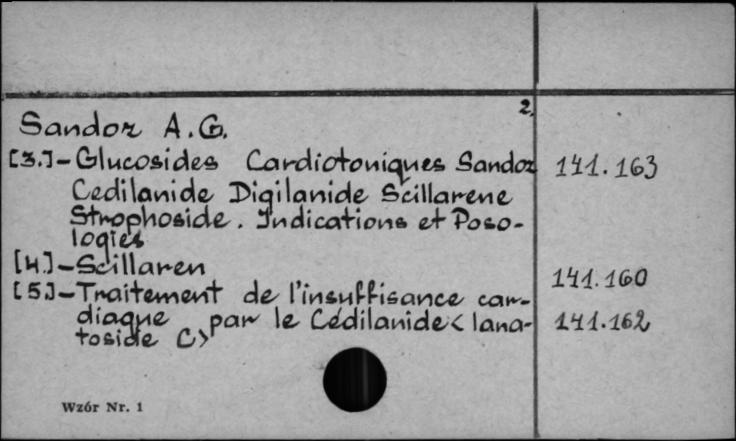 2.
Sandoz A.G.
[3.]-Glucosides Cardiotoniques Sandoz 141.163
Cedilanide Digilanide Scillarene
Strophoside. Indications et Poso-
logies
[4.]-Scillaren 141.160
[5.]-Traitement de l'insuffisance car-
diaque par le Cédilanide < lana- 141.162
toside C>
Wzór Nr. 1